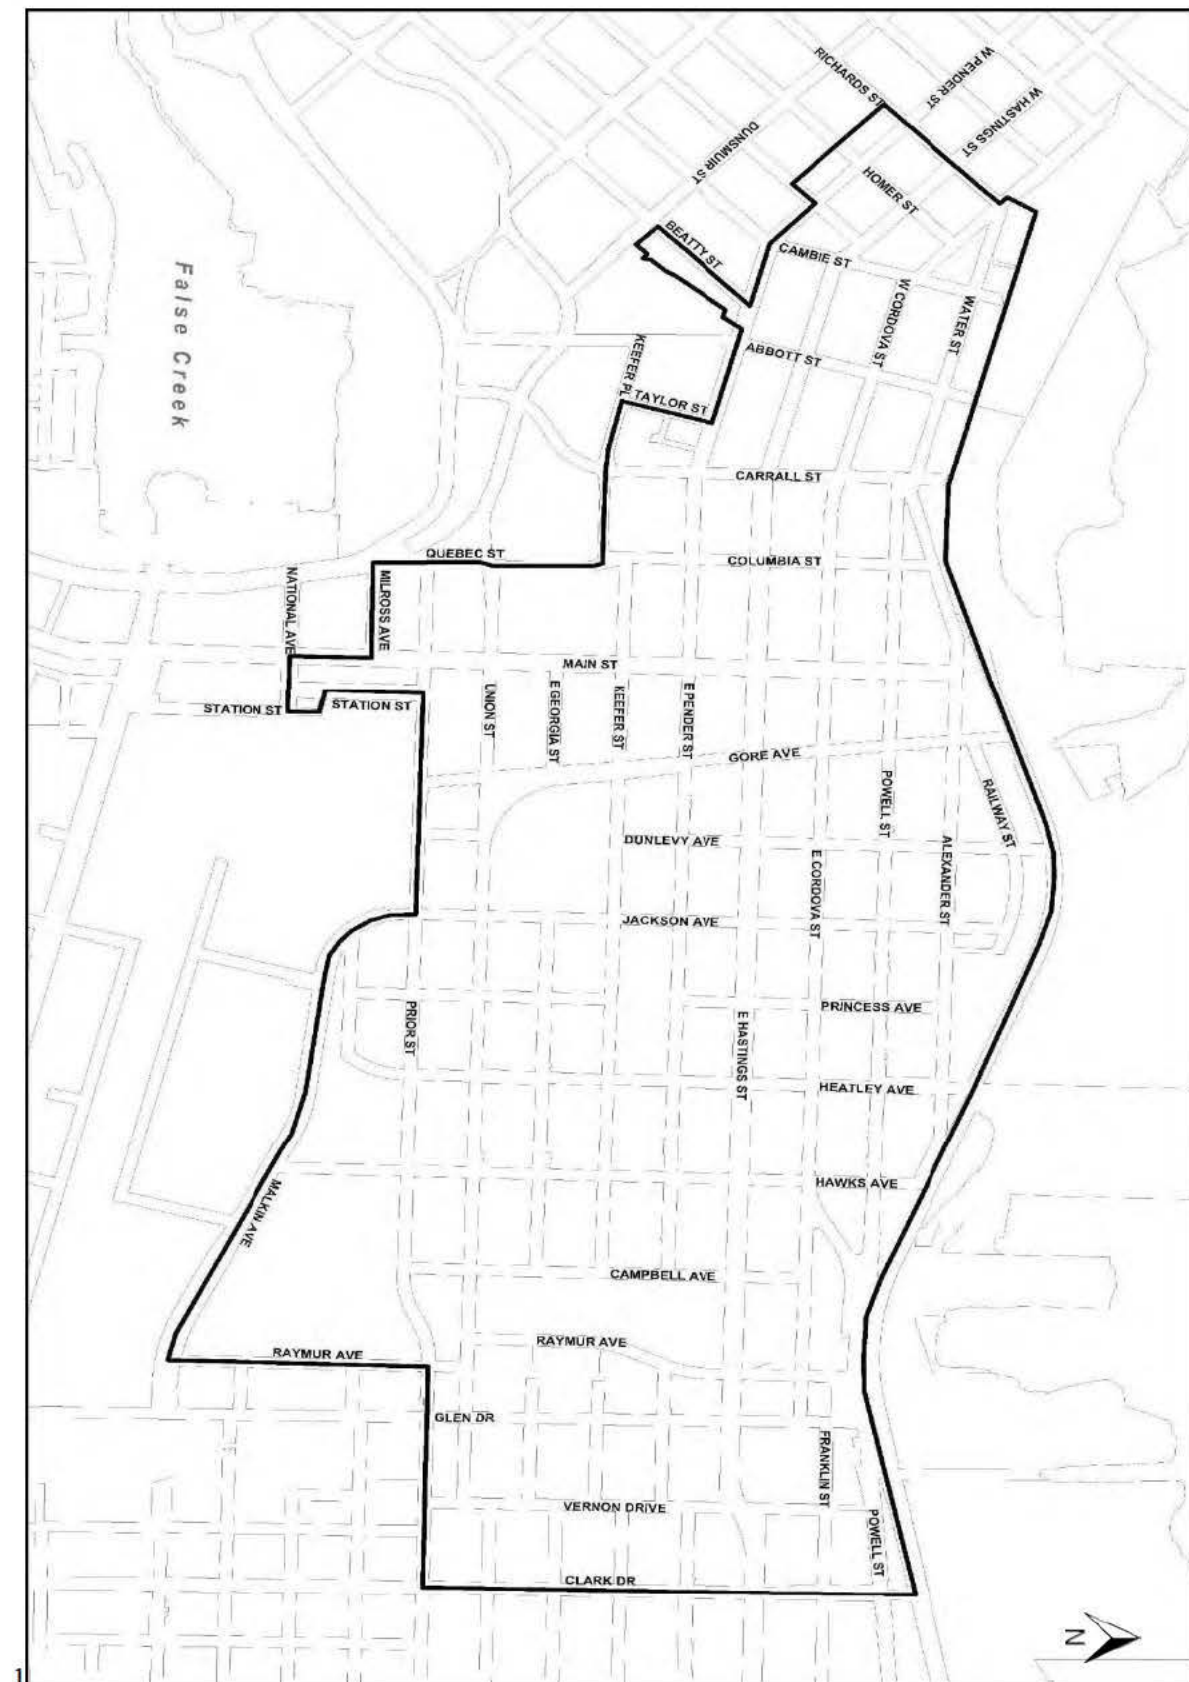 RICHARDS ST
W PENDER ST
W HASTINGS ST
DUNSMUIR ST
HOMER ST
BEATTY ST
CAMBIE ST
False Creek
W CORDOVA ST
WATER ST
KEEFER PL
ABBOTT ST
TAYLOR ST
CARRALL ST
QUEBEC ST
COLUMBIA ST
NATIONAL AVE
MILROSS AVE
MAIN ST
STATION ST
STATION ST
UNION ST
E GEORGIA ST
KEEFER ST
E PENDER ST
GORE AVE
POWELL ST
RAILWAY ST
DUNLEVY AVE
E CORDOVA ST
ALEXANDER ST
JACKSON AVE
PRIOR ST
E HASTINGS ST
PRINCESS AVE
HEATLEY AVE
MALKIN AVE
HAWKS AVE
CAMPBELL AVE
RAYMUR AVE
RAYMUR AVE
GLEN DR
FRANKLIN ST
VERNON DRIVE
POWELL ST
CLARK DR
N
1